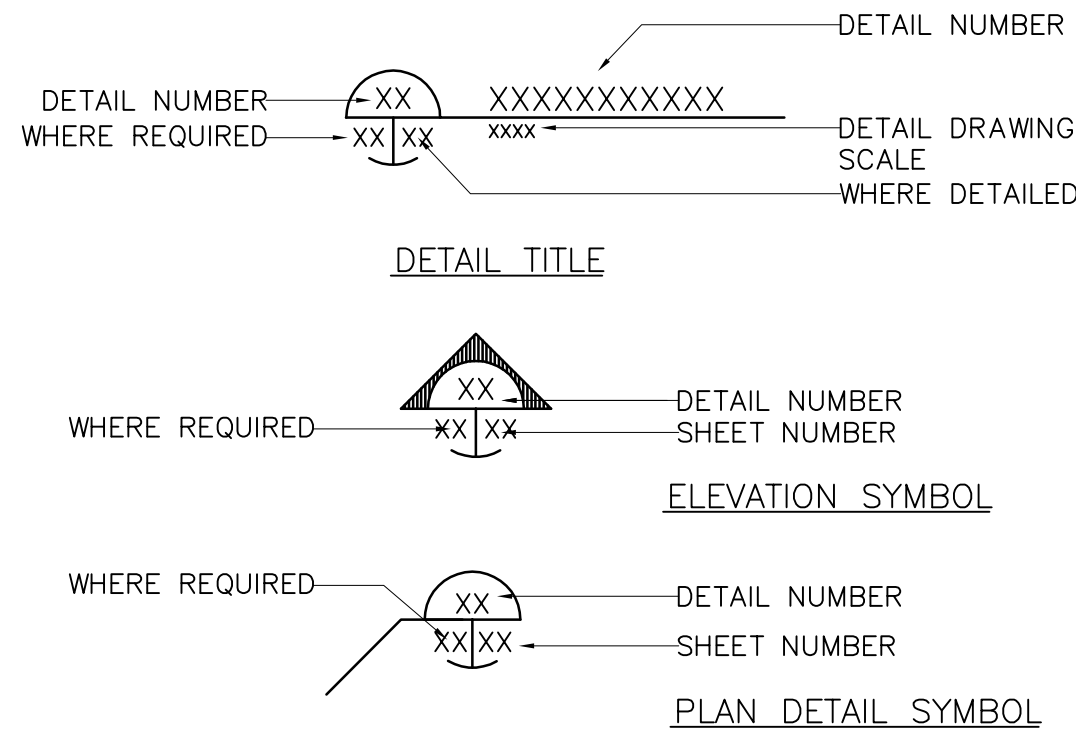 DETAIL NUMBER
DETAIL NUMBER
XX
XXXXXXXXXXX
WHERE REQUIRED
XX
XX
xxxx
DETAIL DRAWING
SCALE
WHERE DETAILED
DETAIL TITLE
XX
DETAIL NUMBER
WHERE REQUIRED
XX
XX
SHEET NUMBER
ELEVATION SYMBOL
WHERE REQUIRED
XX
DETAIL NUMBER
XX
XX
SHEET NUMBER
PLAN DETAIL SYMBOL